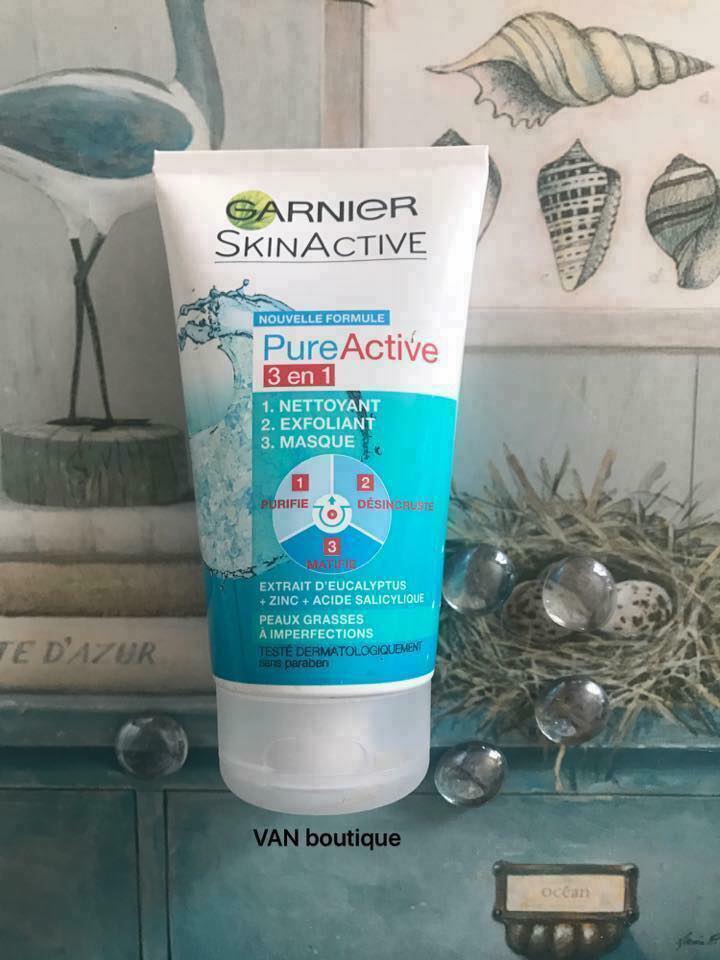 GARNIER
SKINACTIVE
NOUVELLE FORMULE
PureActive
3 en 1
1. NETTOYANT
2. EXFOLIANT
3. MASQUE
1
2
PURIFIE
DÉSINCRUSTE
3
MATIFIE
EXTRAIT D'EUCALYPTUS
+ ZINC + ACIDE SALICYLIQUE
PEAUX GRASSES
À IMPERFECTIONS
TESTÉ DERMATOLOGIQUEMENT
sans paraben
TE D'AZUR
VAN boutique
océan